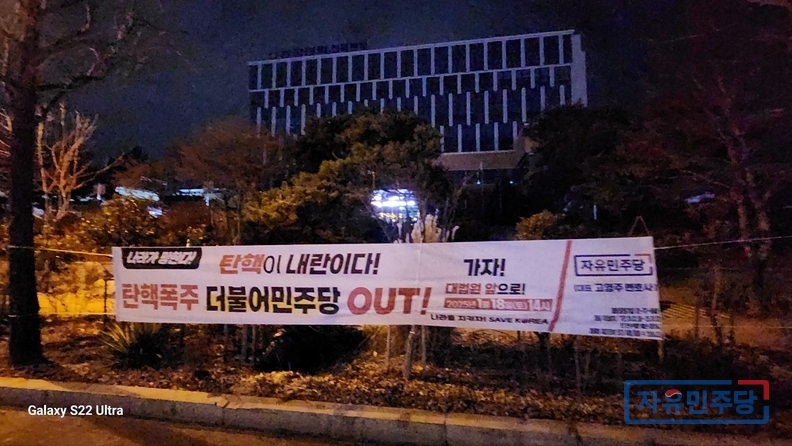 나라가 망한다!
탄핵이 내란이다!
탄핵폭주 더불어민주당 OUT!
가자!
대법원 앞으로!
2025년 1월 18일(토) 14시
나라를 지키자! SAVE KOREA
자유민주당
(대표 고영주 변호사)
Galaxy S22 Ultra
자유민주당